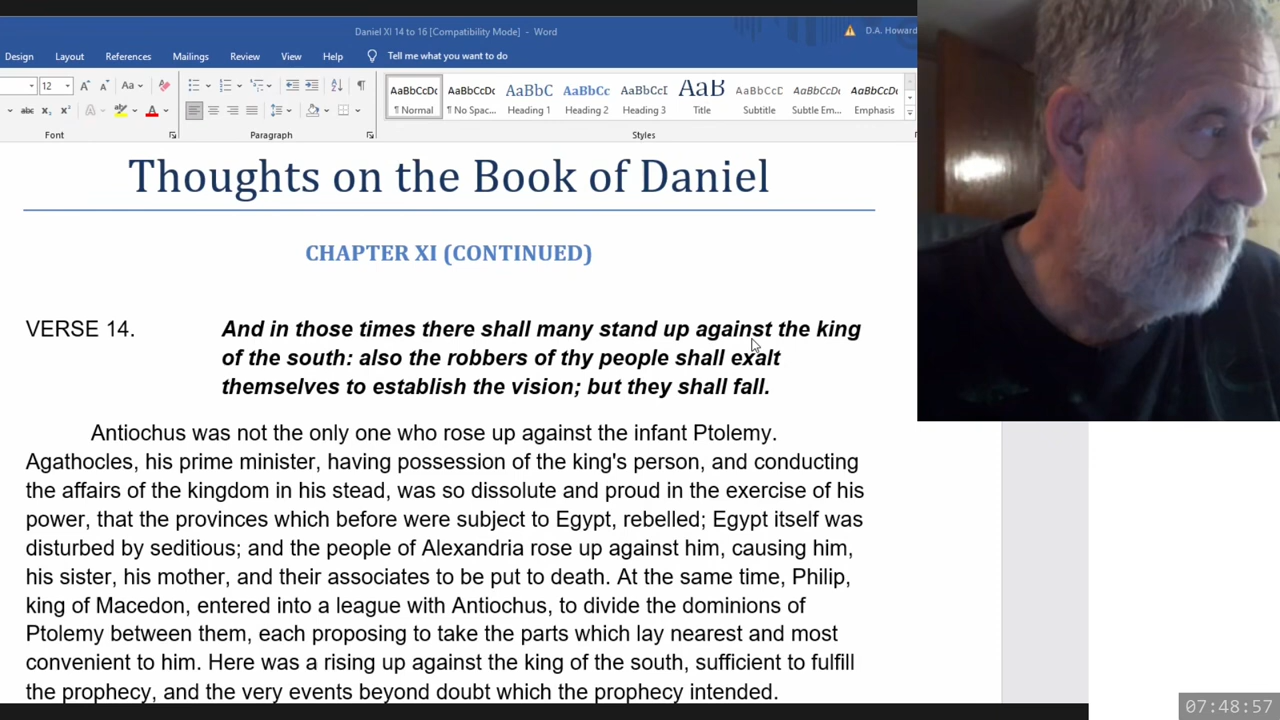 Daniel XI 14 to 16 [Compatibility Mode] - Word
D.A. Howard
Design Layout References Mailings Review View Help Tell me what you want to do
12
Aa
abc x₂ x²
A
AaBbCcDc AaBbCcDc AaBbC AaBbCc AaBbCcD AaB AaBbCcD AaBbCcDc AaBbCcDc
¶ Normal ¶ No Spac... Heading 1 Heading 2 Heading 3 Title Subtitle Subtle Em... Emphasis
Font Paragraph Styles
Thoughts on the Book of Daniel
CHAPTER XI (CONTINUED)
VERSE 14. And in those times there shall many stand up against the king
of the south: also the robbers of thy people shall exalt
themselves to establish the vision; but they shall fall.
Antiochus was not the only one who rose up against the infant Ptolemy.
Agathocles, his prime minister, having possession of the king's person, and conducting
the affairs of the kingdom in his stead, was so dissolute and proud in the exercise of his
power, that the provinces which before were subject to Egypt, rebelled; Egypt itself was
disturbed by seditious; and the people of Alexandria rose up against him, causing him,
his sister, his mother, and their associates to be put to death. At the same time, Philip,
king of Macedon, entered into a league with Antiochus, to divide the dominions of
Ptolemy between them, each proposing to take the parts which lay nearest and most
convenient to him. Here was a rising up against the king of the south, sufficient to fulfill
the prophecy, and the very events beyond doubt which the prophecy intended.
07:48:57